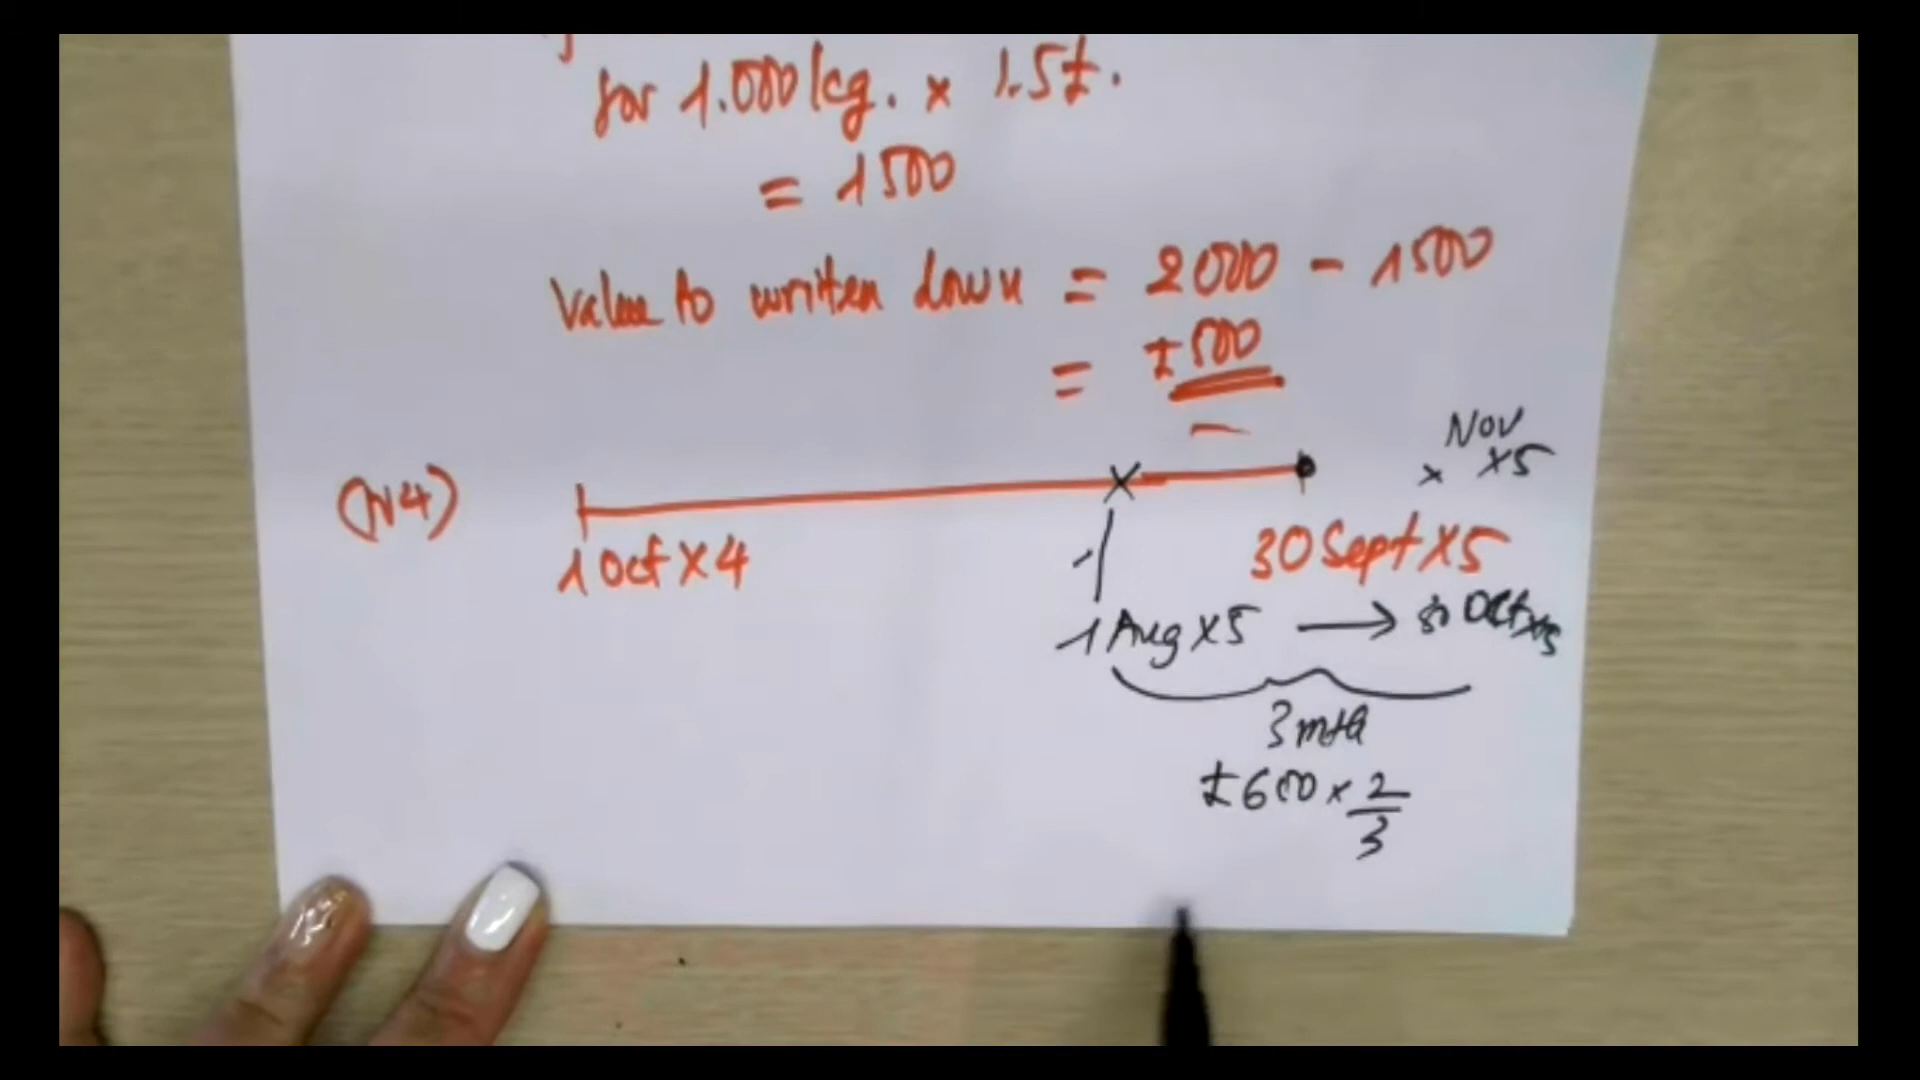 for 1.000 kg. × 1.5£.
= 1500
Value to written down = 2000 - 1500
= £500
Nov
× X5
(N4)
1 Oct X4
30 Sept X5
1 Aug X5 → Oct X5
3 mth
£600 × 2/3